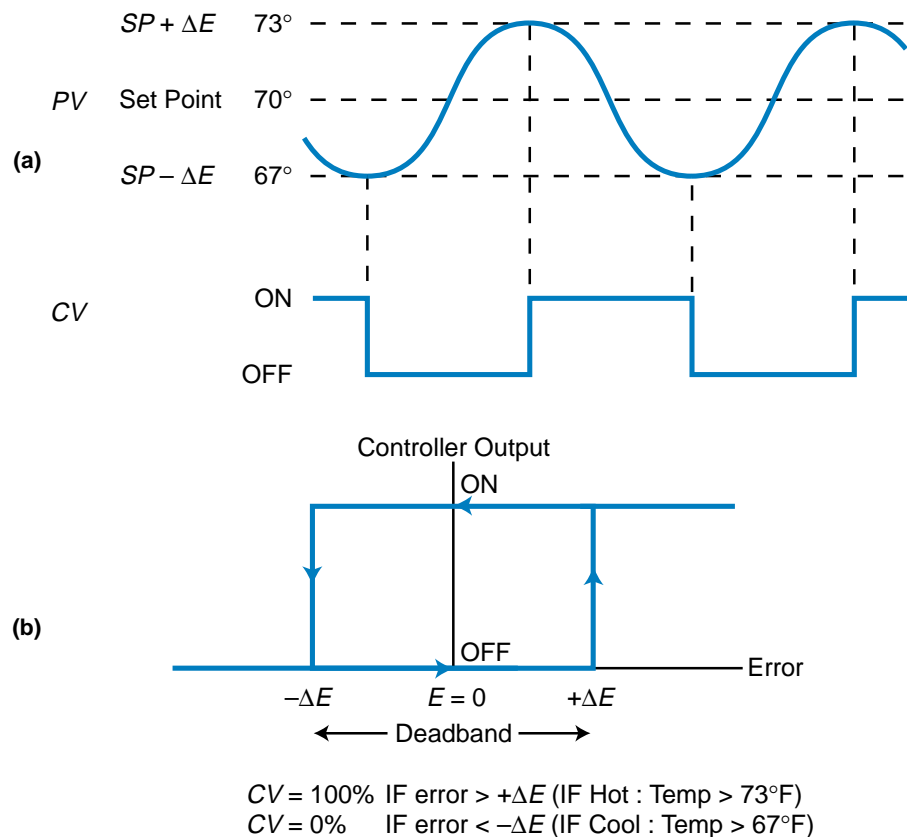 SP + ΔE 73°
PV Set Point 70°
(a)
SP – ΔE 67°
CV ON
OFF
Controller Output
ON
(b)
OFF
Error
–ΔE E = 0 +ΔE
Deadband
CV = 100% IF error > +ΔE (IF Hot : Temp > 73°F)
CV = 0% IF error < –ΔE (IF Cool : Temp > 67°F)